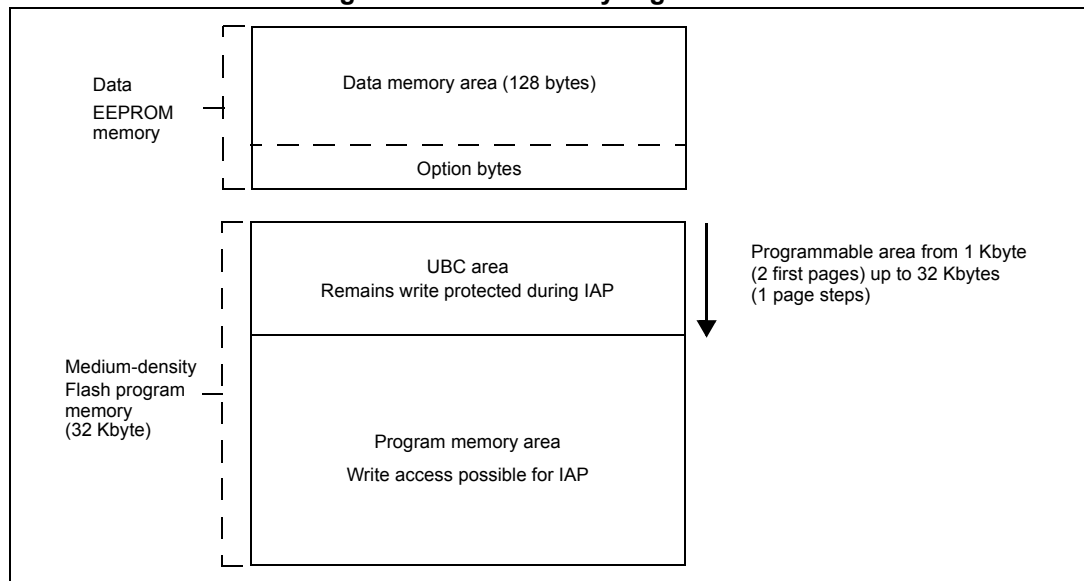 Data memory area (128 bytes)
Data
EEPROM
memory
Option bytes
UBC area
Remains write protected during IAP
Programmable area from 1 Kbyte
(2 first pages) up to 32 Kbytes
(1 page steps)
Medium-density
Flash program
memory
(32 Kbyte)
Program memory area
Write access possible for IAP